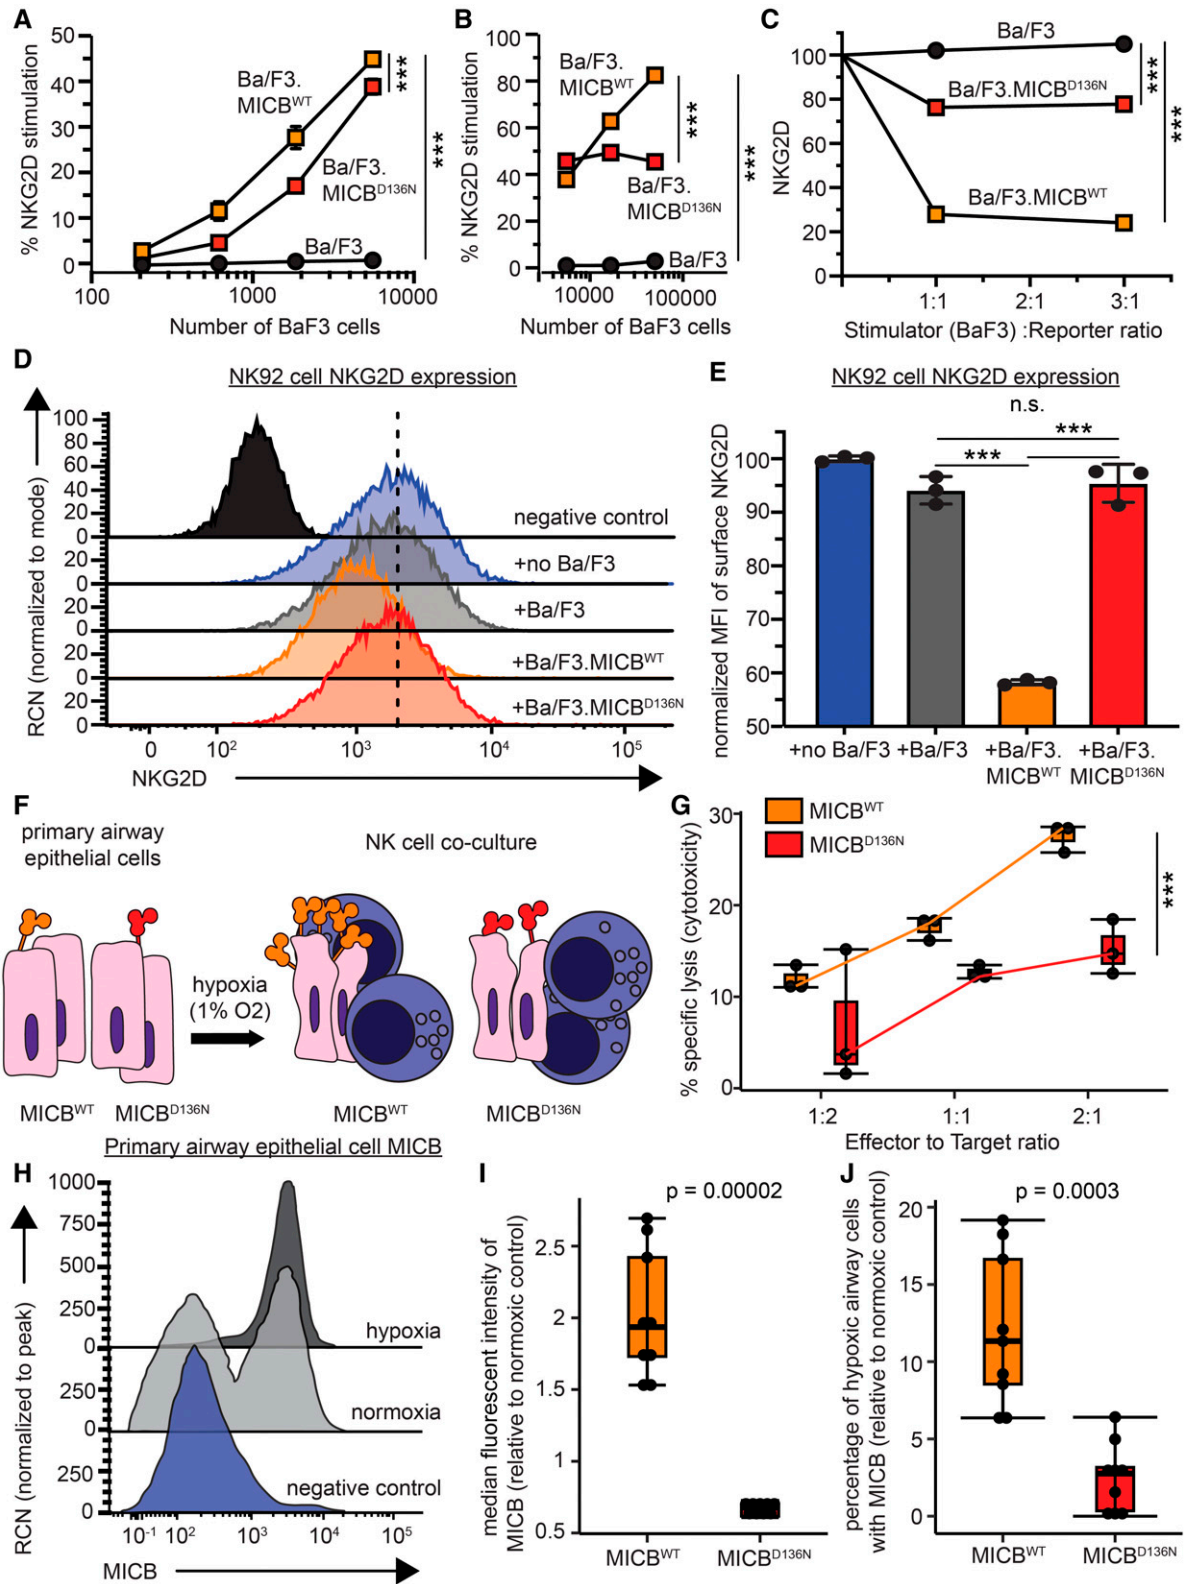 A
50
40
30
20
10
0
% NKG2D stimulation
Ba/F3.
MICBWT
Ba/F3.
MICBD136N
Ba/F3
***
***
100
1000
10000
Number of BaF3 cells
B
100
80
60
40
20
0
% NKG2D stimulation
Ba/F3.
MICBWT
Ba/F3.
MICBD136N
Ba/F3
***
***
10000
100000
Number of BaF3 cells
C
100
80
60
40
20
0
NKG2D
Ba/F3
Ba/F3.MICBD136N
Ba/F3.MICBWT
***
***
1:1
2:1
3:1
Stimulator (BaF3) :Reporter ratio
D
NK92 cell NKG2D expression
RCN (normalized to mode)
100
80
60
40
20
0
20
0
20
0
20
0
20
0
negative control
+no Ba/F3
+Ba/F3
+Ba/F3.MICBWT
+Ba/F3.MICBD136N
0
102
103
104
105
NKG2D
E
NK92 cell NKG2D expression
n.s.
***
***
normalized MFI of surface NKG2D
100
90
80
70
60
50
+no Ba/F3
+Ba/F3
+Ba/F3.
MICBWT
+Ba/F3.
MICBD136N
F
primary airway
epithelial cells
NK cell co-culture
hypoxia
(1% O2)
MICBWT
MICBD136N
MICBWT
MICBD136N
G
MICBWT
MICBD136N
% specific lysis (cytotoxicity)
30
20
10
0
***
1:2
1:1
2:1
Effector to Target ratio
Primary airway epithelial cell MICB
H
RCN (normalized to peak)
1000
750
500
250
0
250
0
250
0
hypoxia
normoxia
negative control
10-1
102
103
104
105
MICB
I
p = 0.00002
median fluorescent intensity of
MICB (relative to normoxic control)
2.5
2
1.5
1
0.5
MICBWT
MICBD136N
J
p = 0.0003
percentage of hypoxic airway cells
with MICB (relative to normoxic control)
20
15
10
5
0
MICBWT
MICBD136N